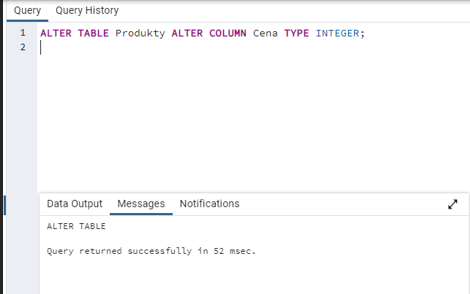 Query Query History
1 ALTER TABLE Produkty ALTER COLUMN Cena TYPE INTEGER;
2
Data Output Messages Notifications
ALTER TABLE
Query returned successfully in 52 msec.